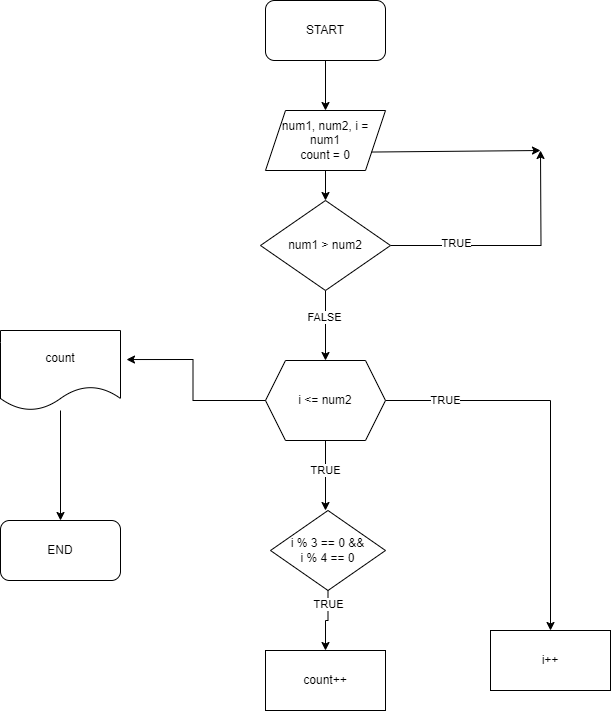 START
num1, num2, i =
num1
count = 0
num1 > num2
TRUE
FALSE
count
i <= num2
TRUE
TRUE
END
i % 3 == 0 &&
i % 4 == 0
TRUE
count++
i++